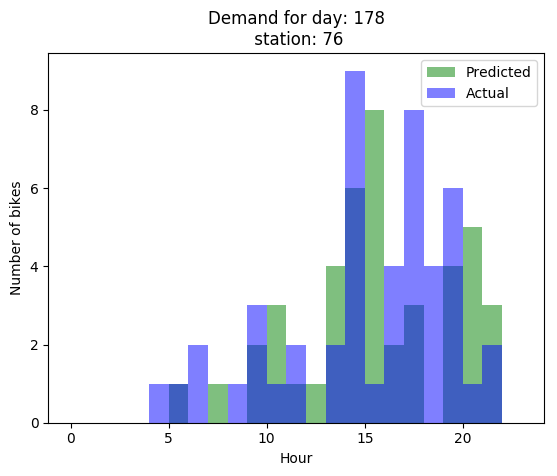 Demand for day: 178
station: 76
Predicted
Actual
Number of bikes
8
6
4
2
0
0
5
10
15
20
Hour